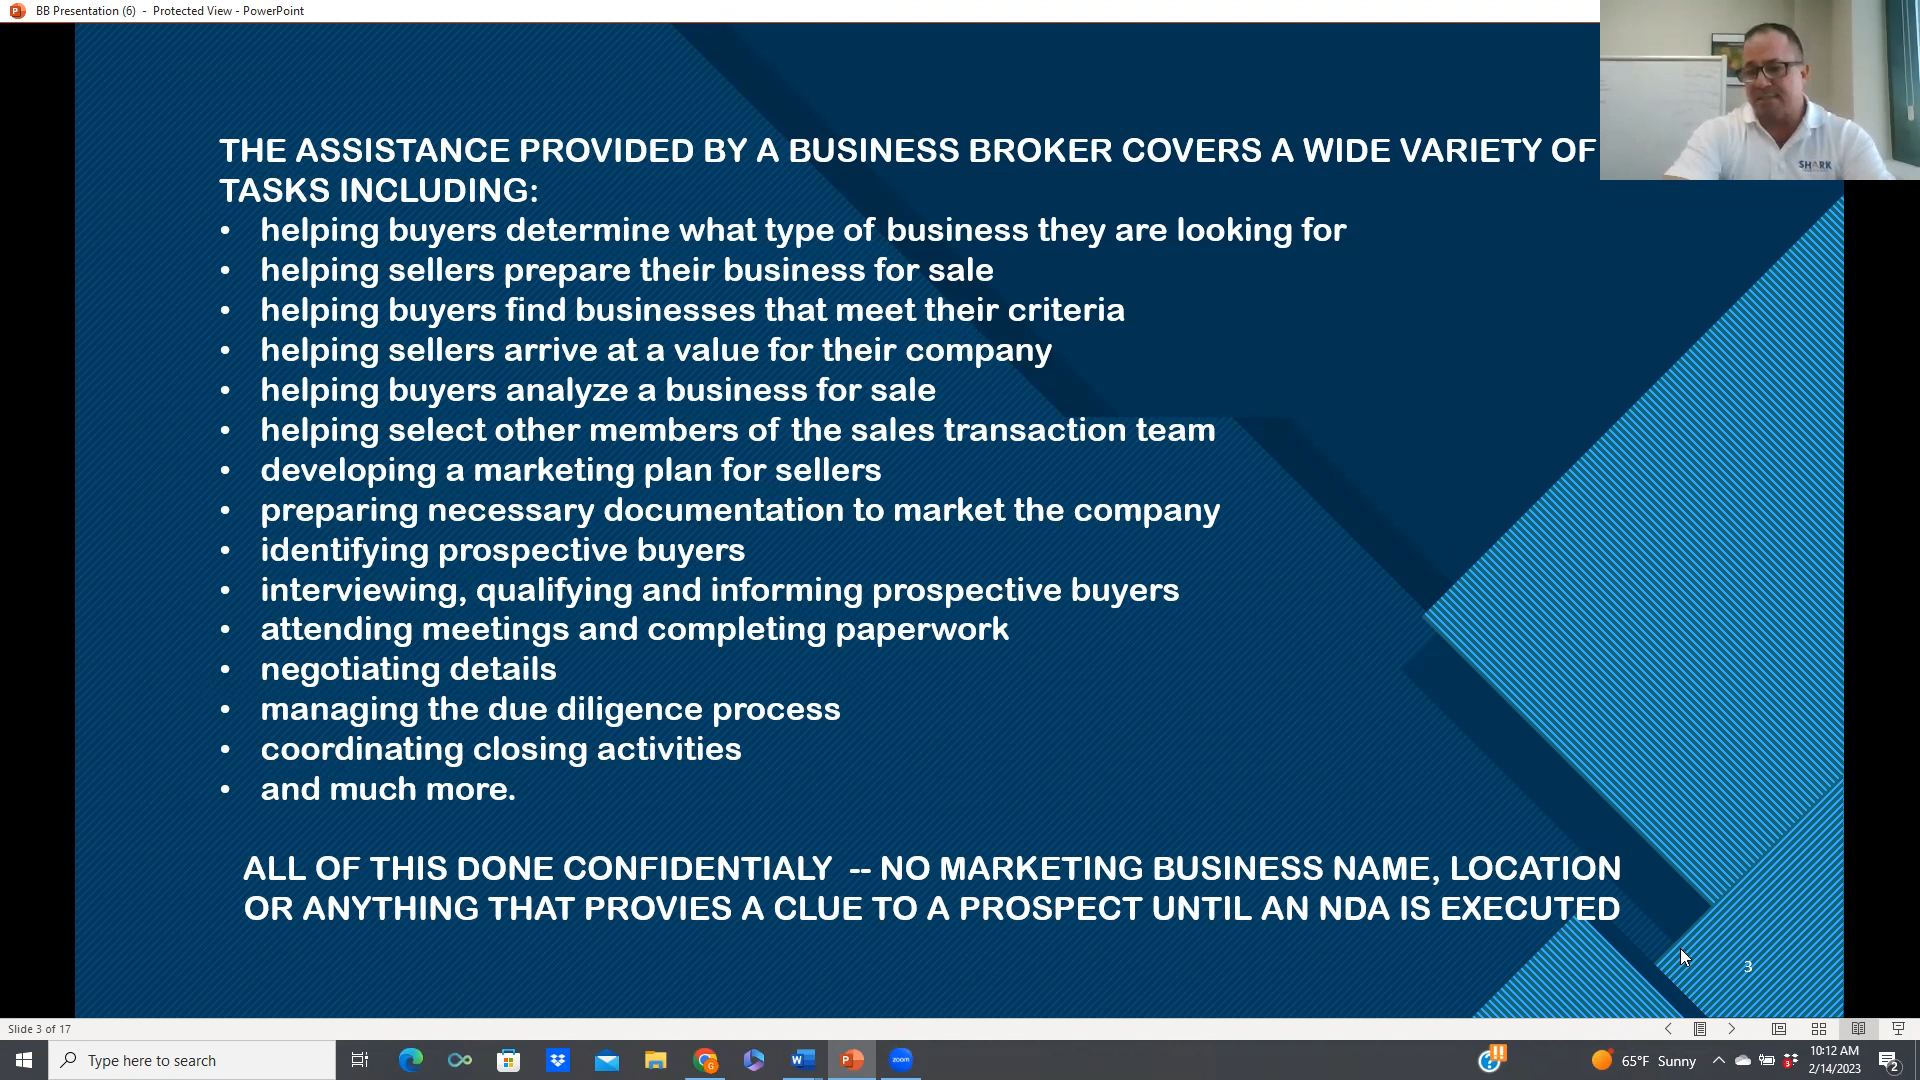 BB Presentation (6) - Protected View - PowerPoint
THE ASSISTANCE PROVIDED BY A BUSINESS BROKER COVERS A WIDE VARIETY OF
TASKS INCLUDING:
• helping buyers determine what type of business they are looking for
• helping sellers prepare their business for sale
• helping buyers find businesses that meet their criteria
• helping sellers arrive at a value for their company
• helping buyers analyze a business for sale
• helping select other members of the sales transaction team
• developing a marketing plan for sellers
• preparing necessary documentation to market the company
• identifying prospective buyers
• interviewing, qualifying and informing prospective buyers
• attending meetings and completing paperwork
• negotiating details
• managing the due diligence process
• coordinating closing activities
• and much more.
ALL OF THIS DONE CONFIDENTIALY -- NO MARKETING BUSINESS NAME, LOCATION
OR ANYTHING THAT PROVIES A CLUE TO A PROSPECT UNTIL AN NDA IS EXECUTED
3
SHARK
Slide 3 of 17
Type here to search
zoom
65°F Sunny
10:12 AM
2/14/2023
2